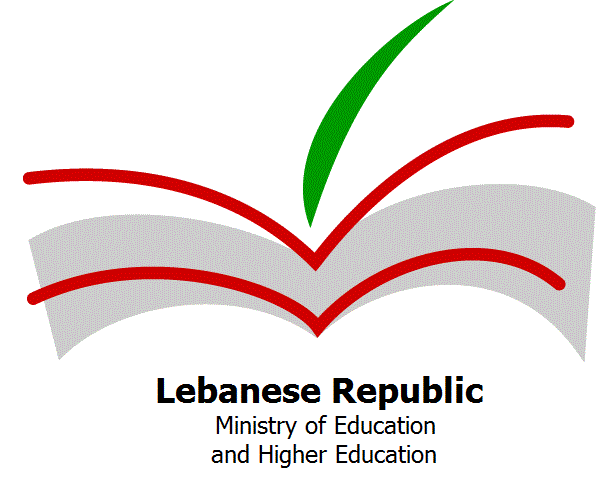 Lebanese Republic
Ministry of Education
and Higher Education